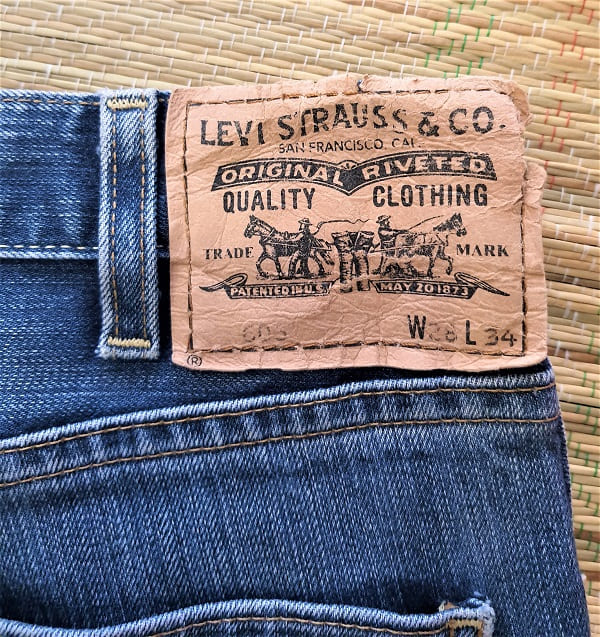 LEVI STRAUSS & CO.
SAN FRANCISCO, CAL.
ORIGINAL RIVETED
QUALITY CLOTHING
TRADE MARK
PATENTED IN U.S. MAY 20 1873
W L 34
®